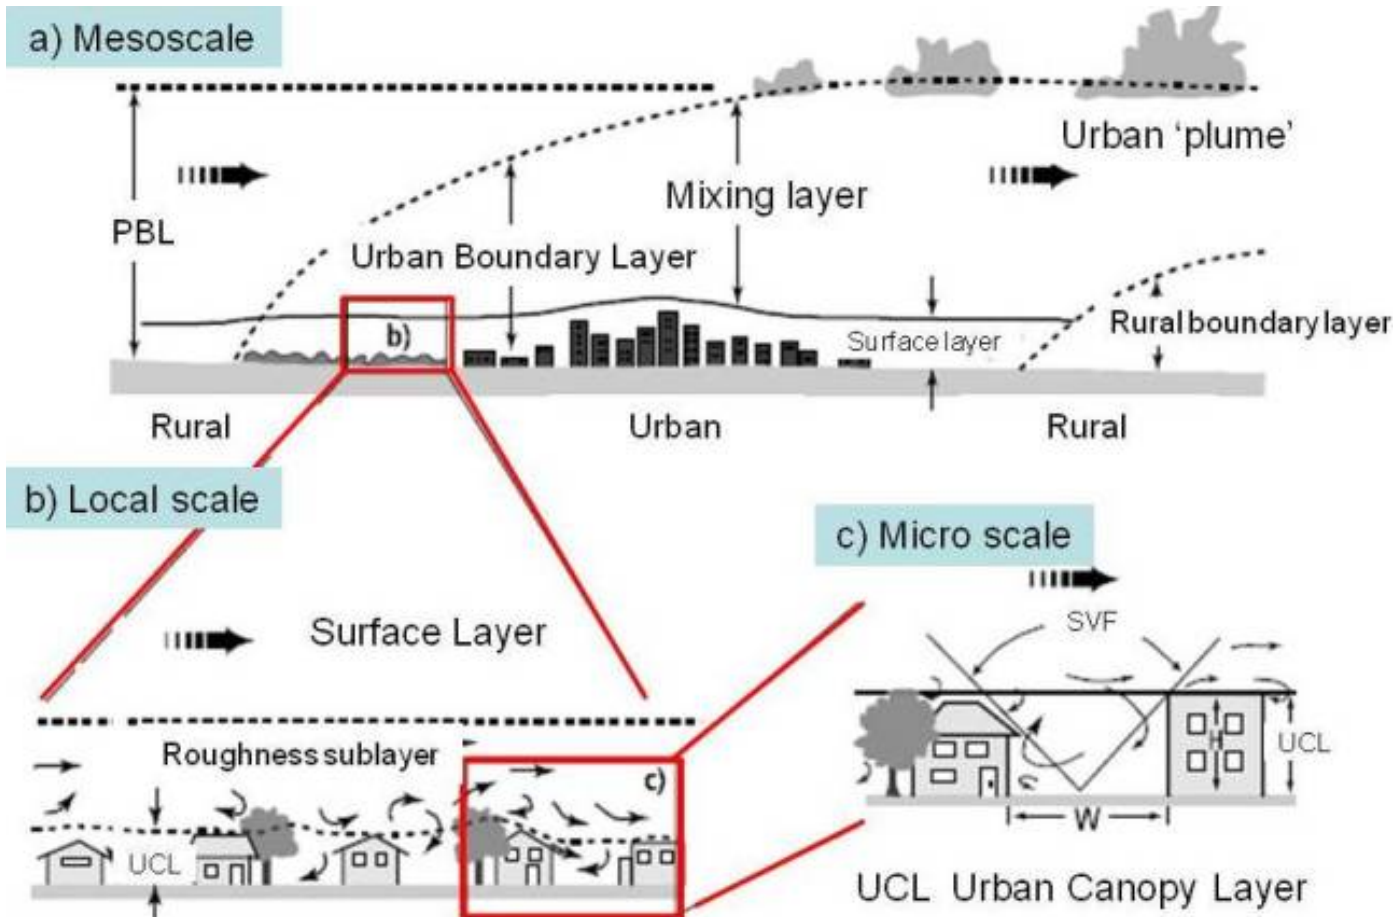 a) Mesoscale
Urban 'plume'
Mixing layer
PBL
Urban Boundary Layer
b)
Rural boundary layer
Surface layer
Rural
Urban
Rural
b) Local scale
c) Micro scale
SVF
Surface Layer
Roughness sublayer
c)
H
UCL
W
UCL
UCL Urban Canopy Layer